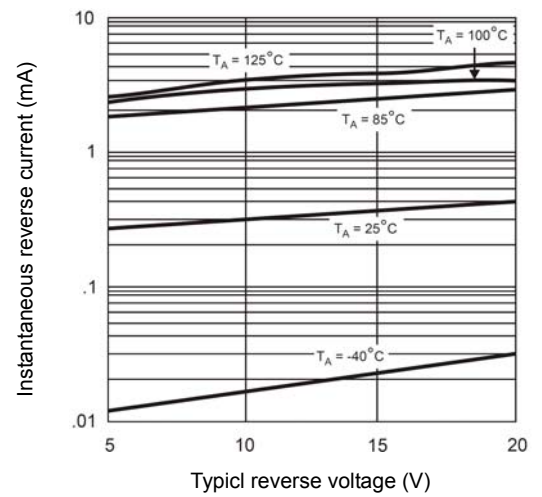 10
T_A = 100°C
T_A = 125°C
T_A = 85°C
1
T_A = 25°C
.1
T_A = -40°C
.01
5
10
15
20
Instantaneous reverse current (mA)
Typicl reverse voltage (V)